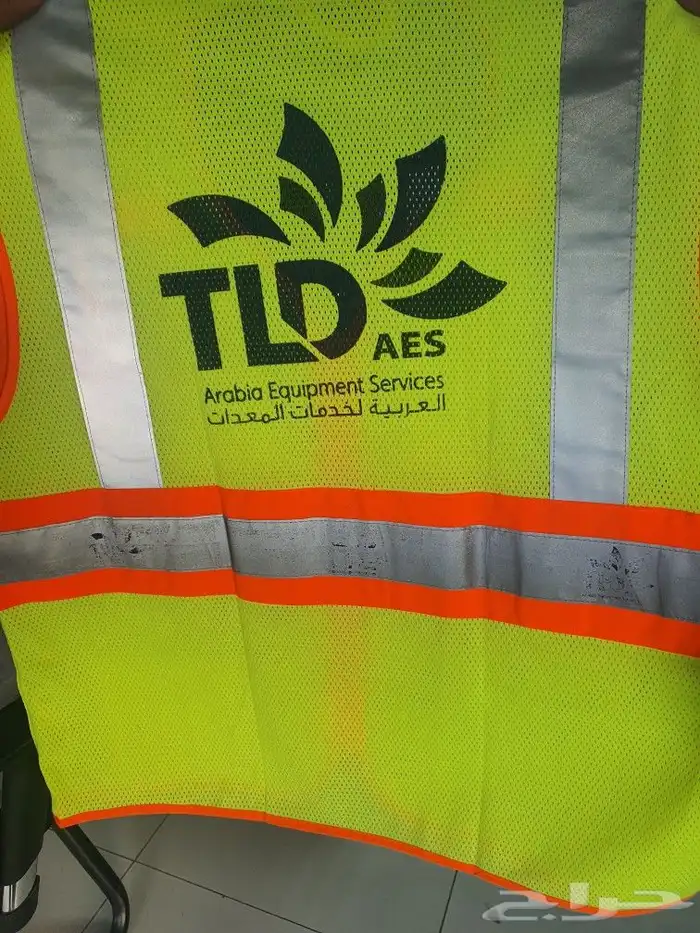 TLD AES
Arabia Equipment Services
العربية لخدمات المعدات
حراج